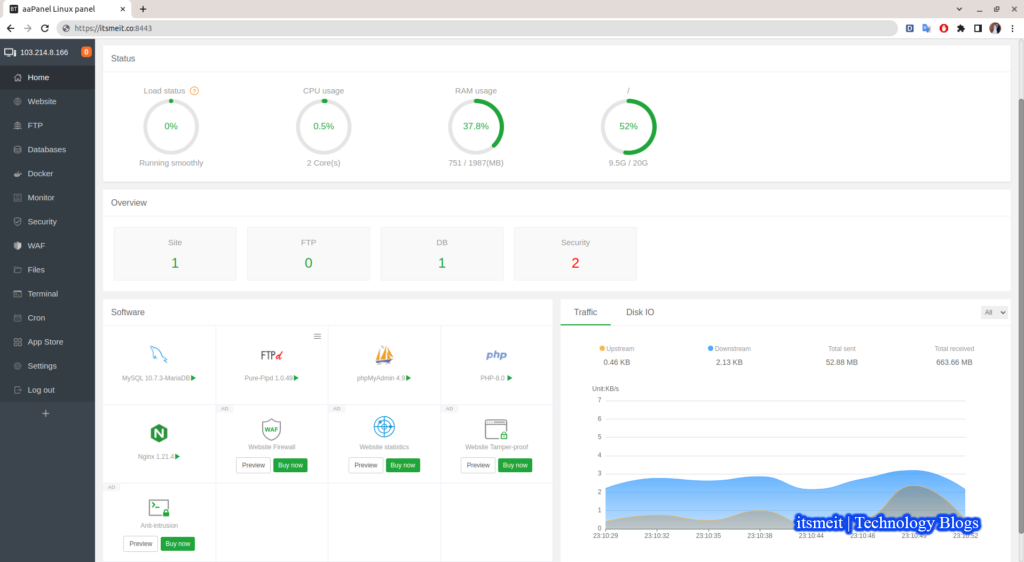 aaPanel Linux panel
https://itsmeit.co:8443
103.214.8.166
0
Home
Website
FTP
Databases
Docker
Monitor
Security
WAF
Files
Terminal
Cron
App Store
Settings
Log out
Status
Load status
CPU usage
RAM usage
/
0%
0.5%
37.8%
52%
Running smoothly
2 Core(s)
751 / 1987(MB)
9.5G / 20G
Overview
Site
FTP
DB
Security
1
0
1
2
Software
MySQL 10.7.3-MariaDB
FTPd
Pure-Ftpd 1.0.49
phpMyAdmin 4.9
php
PHP-8.0
Nginx 1.21.4
AD
WAF
Website Firewall
Preview
Buy now
AD
Website statistics
Preview
Buy now
AD
Website Tamper-proof
Preview
Buy now
AD
Anti-intrusion
Preview
Buy now
Traffic
Disk IO
All
Upstream
Downstream
Total sent
Total received
0.46 KB
2.13 KB
52.88 MB
663.66 MB
Unit:KB/s
7
6
5
4
3
2
1
0
23:10:29
23:10:32
23:10:35
23:10:38
23:10:44
23:10:46
itsmeit | Technology Blogs